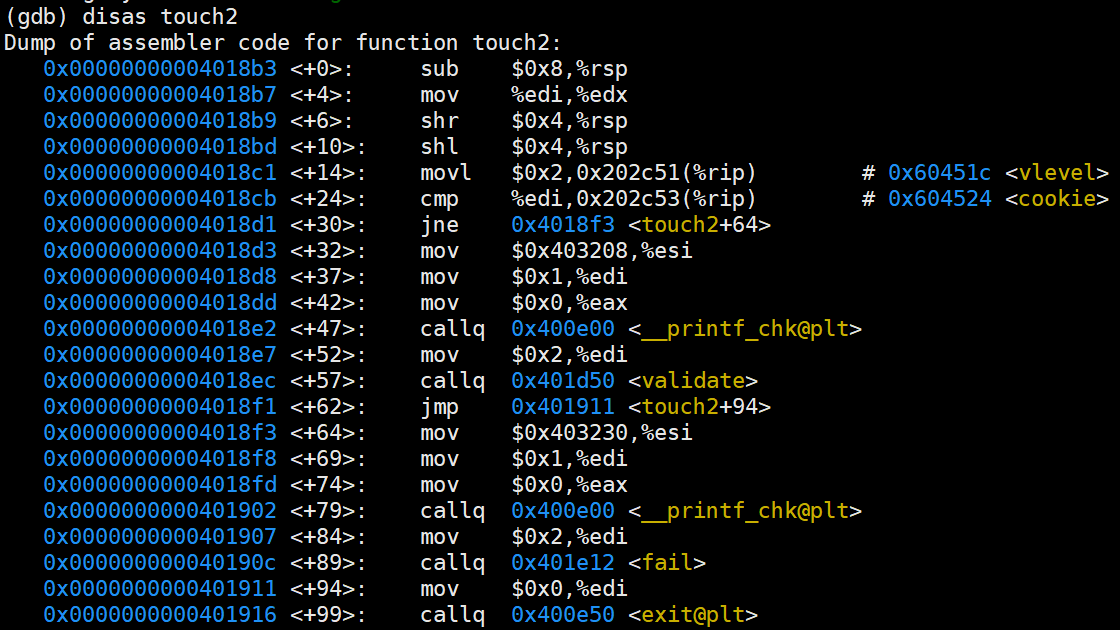 (gdb) disas touch2
Dump of assembler code for function touch2:
   0x00000000004018b3 <+0>:     sub    $0x8,%rsp
   0x00000000004018b7 <+4>:     mov    %edi,%edx
   0x00000000004018b9 <+6>:     shr    $0x4,%rsp
   0x00000000004018bd <+10>:    shl    $0x4,%rsp
   0x00000000004018c1 <+14>:    movl   $0x2,0x202c51(%rip)        # 0x60451c <vlevel>
   0x00000000004018cb <+24>:    cmp    %edi,0x202c53(%rip)        # 0x604524 <cookie>
   0x00000000004018d1 <+30>:    jne    0x4018f3 <touch2+64>
   0x00000000004018d3 <+32>:    mov    $0x403208,%esi
   0x00000000004018d8 <+37>:    mov    $0x1,%edi
   0x00000000004018dd <+42>:    mov    $0x0,%eax
   0x00000000004018e2 <+47>:    callq  0x400e00 <__printf_chk@plt>
   0x00000000004018e7 <+52>:    mov    $0x2,%edi
   0x00000000004018ec <+57>:    callq  0x401d50 <validate>
   0x00000000004018f1 <+62>:    jmp    0x401911 <touch2+94>
   0x00000000004018f3 <+64>:    mov    $0x403230,%esi
   0x00000000004018f8 <+69>:    mov    $0x1,%edi
   0x00000000004018fd <+74>:    mov    $0x0,%eax
   0x0000000000401902 <+79>:    callq  0x400e00 <__printf_chk@plt>
   0x0000000000401907 <+84>:    mov    $0x2,%edi
   0x000000000040190c <+89>:    callq  0x401e12 <fail>
   0x0000000000401911 <+94>:    mov    $0x0,%edi
   0x0000000000401916 <+99>:    callq  0x400e50 <exit@plt>